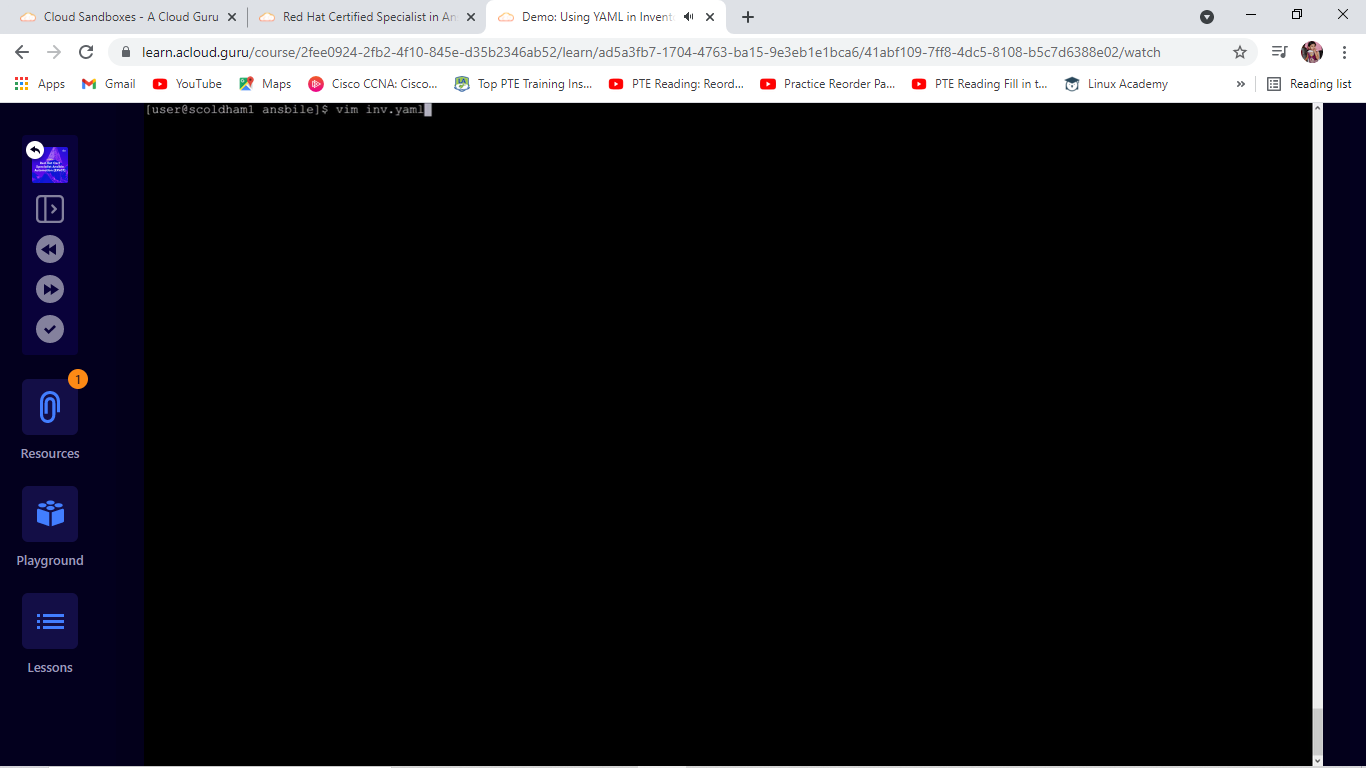 Cloud Sandboxes - A Cloud Guru
Red Hat Certified Specialist in An
Demo: Using YAML in Invent
learn.acloud.guru/course/2fee0924-2fb2-4f10-845e-d35b2346ab52/learn/ad5a3fb7-1704-4763-ba15-9e3eb1e1bca6/41abf109-7ff8-4dc5-8108-b5c7d6388e02/watch
Apps Gmail YouTube Maps Cisco CCNA: Cisco... Top PTE Training Ins... PTE Reading: Reord... Practice Reorder Pa... PTE Reading Fill in t... Linux Academy » Reading list
[user@scoldham1 ansbile]$ vim inv.yaml
1
Resources
Playground
Lessons